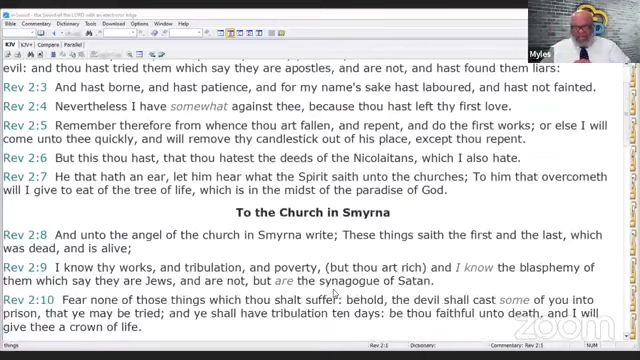 e-Sword - the Sword of the LORD with an electronic edge
File Edit Bible Commentary Dictionary Devotional Maps Tools Options Window Help
KJV KJV+ Compare Parallel
evil: and thou hast tried them which say they are apostles, and are not, and hast found them liars:
Rev 2:3 And hast borne, and hast patience, and for my name's sake hast laboured, and hast not fainted.
Rev 2:4 Nevertheless I have somewhat against thee, because thou hast left thy first love.
Rev 2:5 Remember therefore from whence thou art fallen, and repent, and do the first works; or else I will
come unto thee quickly, and will remove thy candlestick out of his place, except thou repent.
Rev 2:6 But this thou hast, that thou hatest the deeds of the Nicolaitans, which I also hate.
Rev 2:7 He that hath an ear, let him hear what the Spirit saith unto the churches; To him that overcometh
will I give to eat of the tree of life, which is in the midst of the paradise of God.
To the Church in Smyrna
Rev 2:8 And unto the angel of the church in Smyrna write; These things saith the first and the last, which
was dead, and is alive;
Rev 2:9 I know thy works, and tribulation, and poverty, (but thou art rich) and I know the blasphemy of
them which say they are Jews, and are not, but are the synagogue of Satan.
Rev 2:10 Fear none of those things which thou shalt suffer: behold, the devil shall cast some of you into
prison, that ye may be tried; and ye shall have tribulation ten days: be thou faithful unto death, and I will
give thee a crown of life.
things
Bible: Rev 2:1
Commentary: Rev 2:1
NUM
Myles
zoom